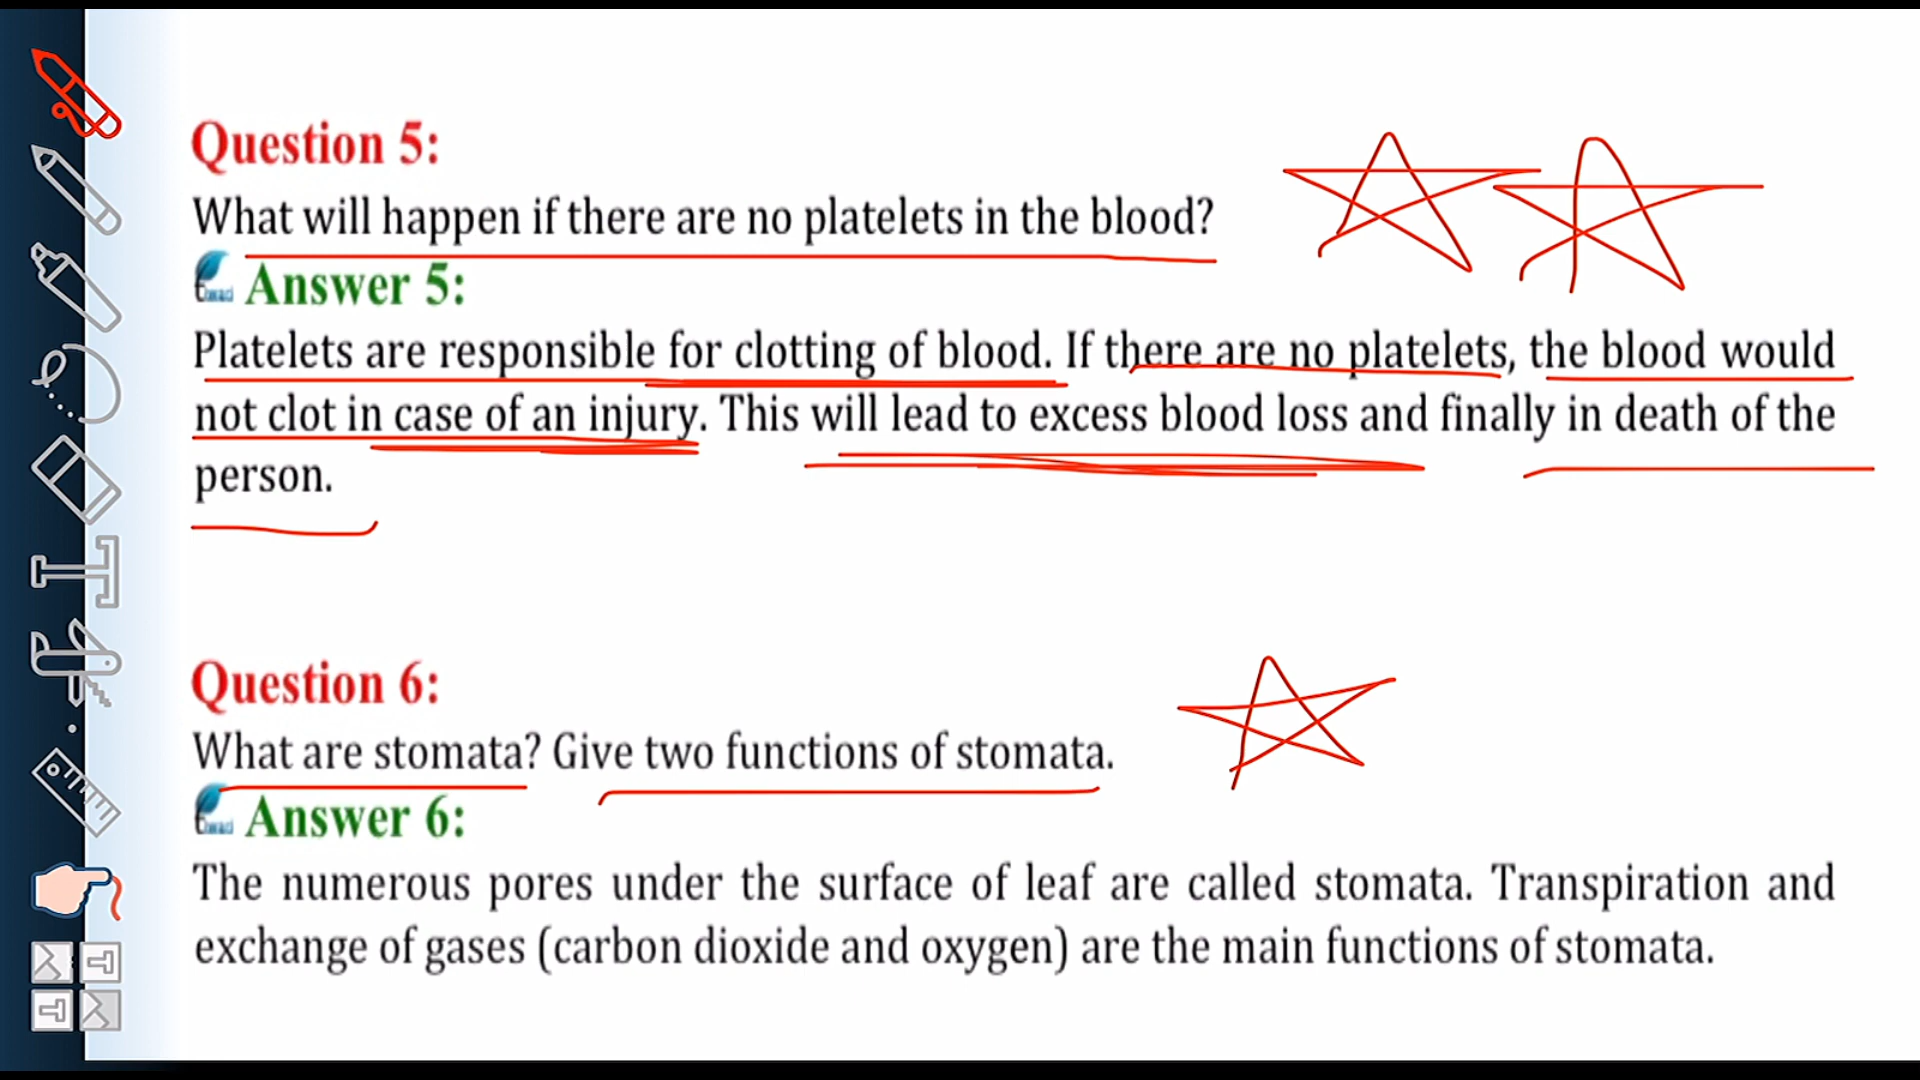 Question 5:
What will happen if there are no platelets in the blood?
Answer 5:
Platelets are responsible for clotting of blood. If there are no platelets, the blood would
not clot in case of an injury. This will lead to excess blood loss and finally in death of the
person.
Question 6:
What are stomata? Give two functions of stomata.
Answer 6:
The numerous pores under the surface of leaf are called stomata. Transpiration and
exchange of gases (carbon dioxide and oxygen) are the main functions of stomata.